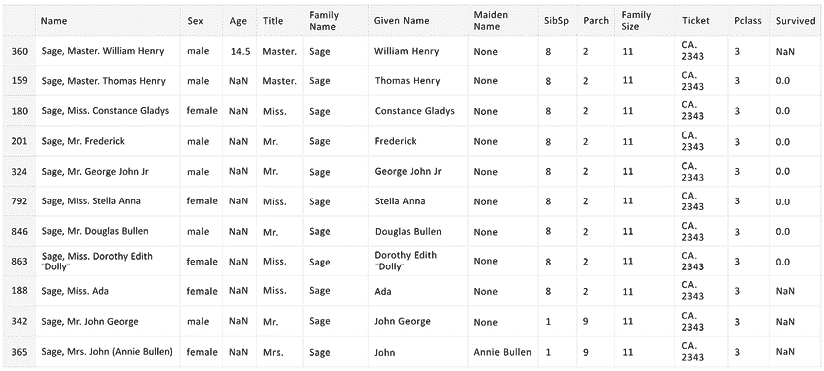 Name Sex Age Title Family Name Given Name Maiden Name SibSp Parch Family Size Ticket Pclass Survived
360 Sage, Master. William Henry male 14.5 Master. Sage William Henry None 8 2 11 CA. 2343 3 NaN
159 Sage, Master. Thomas Henry male NaN Master. Sage Thomas Henry None 8 2 11 CA. 2343 3 0.0
180 Sage, Miss. Constance Gladys female NaN Miss. Sage Constance Gladys None 8 2 11 CA. 2343 3 0.0
201 Sage, Mr. Frederick male NaN Mr. Sage Frederick None 8 2 11 CA. 2343 3 0.0
324 Sage, Mr. George John Jr male NaN Mr. Sage George John Jr None 8 2 11 CA. 2343 3 0.0
792 Sage, Miss. Stella Anna female NaN Miss. Sage Stella Anna None 8 2 11 CA. 2343 3 0.0
846 Sage, Mr. Douglas Bullen male NaN Mr. Sage Douglas Bullen None 8 2 11 CA. 2343 3 0.0
863 Sage, Miss. Dorothy Edith "Dolly" female NaN Miss. Sage Dorothy Edith "Dolly" None 8 2 11 CA. 2343 3 0.0
188 Sage, Miss. Ada female NaN Miss. Sage Ada None 8 2 11 CA. 2343 3 NaN
342 Sage, Mr. John George male NaN Mr. Sage John George None 1 9 11 CA. 2343 3 NaN
365 Sage, Mrs. John (Annie Bullen) female NaN Mrs. Sage John Annie Bullen 1 9 11 CA. 2343 3 NaN